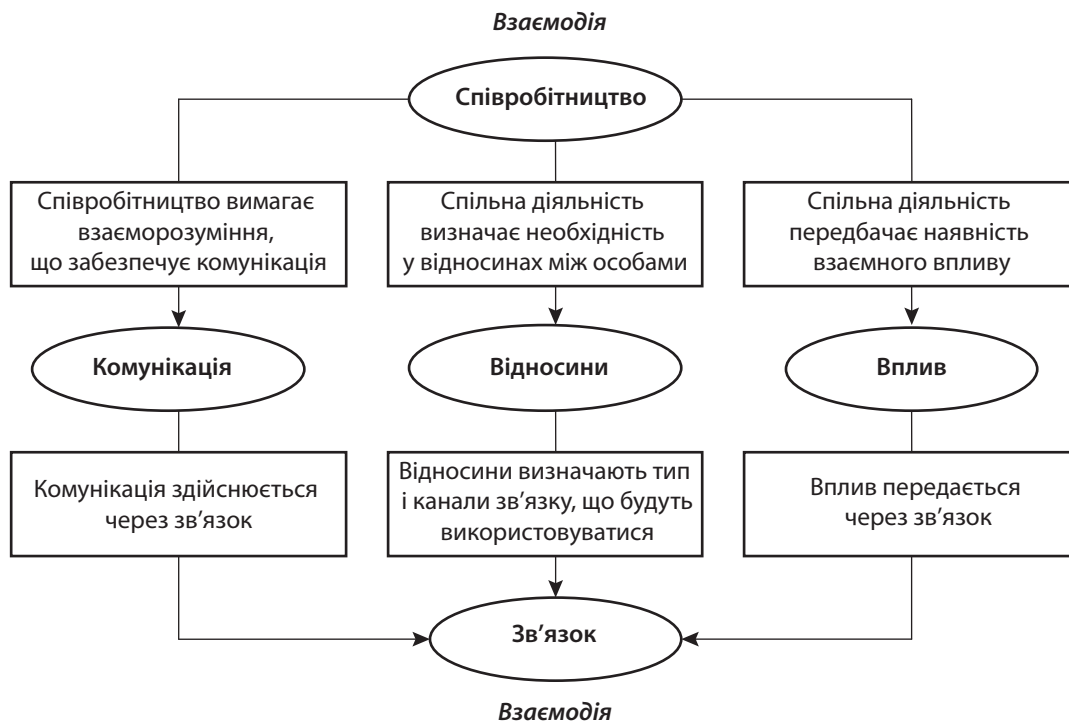 Взаємодія
Співробітництво
Співробітництво вимагає
взаєморозуміння,
що забезпечує комунікація
Спільна діяльність
визначає необхідність
у відносинах між особами
Спільна діяльність
передбачає наявність
взаємного впливу
Комунікація
Відносини
Вплив
Комунікація здійснюється
через зв’язок
Відносини визначають тип
і канали зв’язку, що будуть
використовуватися
Вплив передається
через зв’язок
Зв’язок
Взаємодія